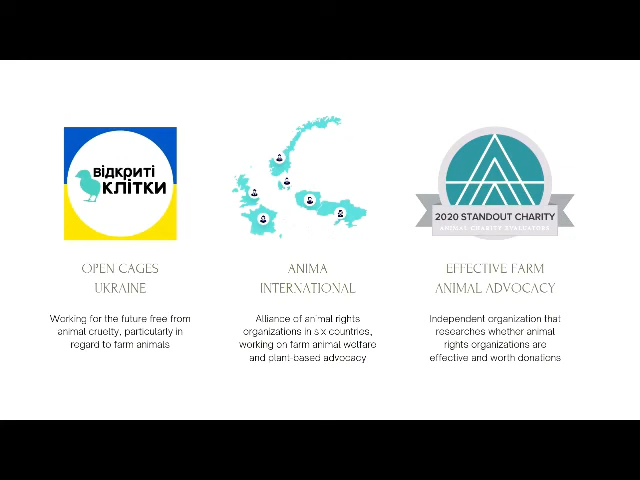 ВІДКРИТІ
КЛІТКИ
2020 STANDOUT CHARITY
ANIMAL CHARITY EVALUATORS
OPEN CAGES
UKRAINE
Working for the future free from
animal cruelty, particularly in
regard to farm animals
ANIMA
INTERNATIONAL
Alliance of animal rights
organizations in six countries,
working on farm animal welfare
and plant-based advocacy
EFFECTIVE FARM
ANIMAL ADVOCACY
Independent organization that
researches whether animal
rights organizations are
effective and worth donations